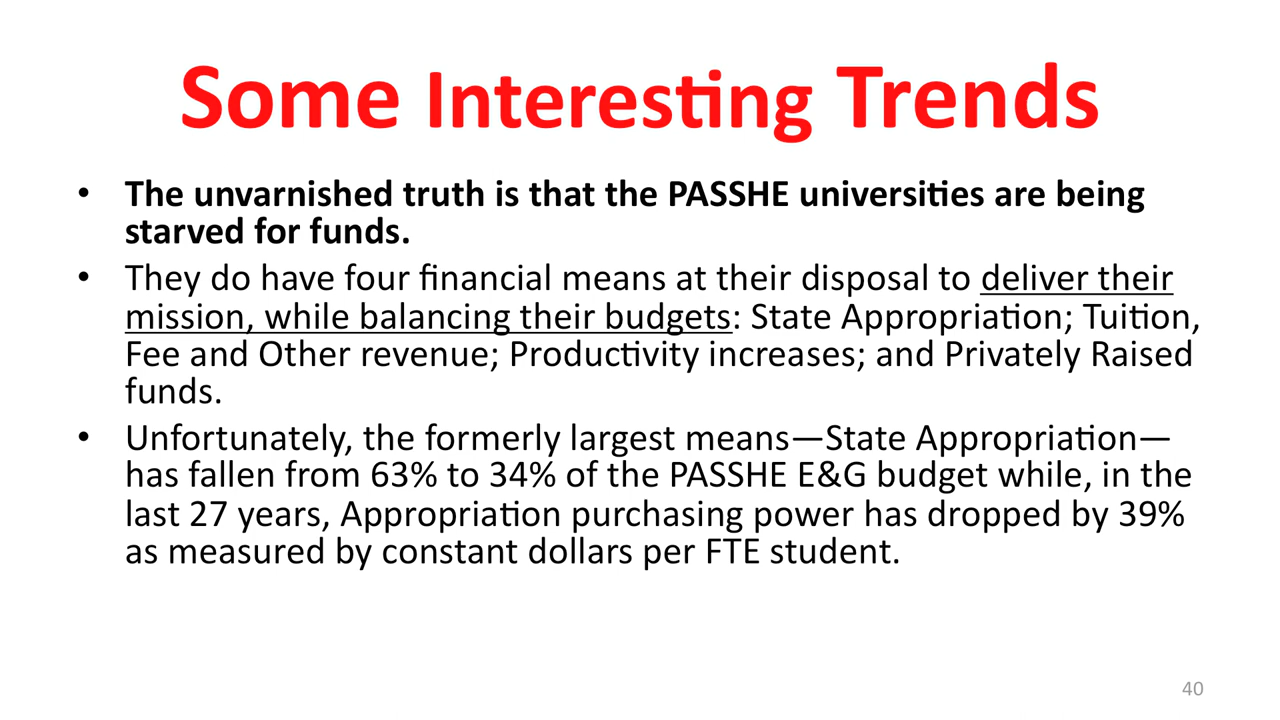 Some Interesting Trends
• The unvarnished truth is that the PASSHE universities are being
starved for funds.
• They do have four financial means at their disposal to deliver their
mission, while balancing their budgets: State Appropriation; Tuition,
Fee and Other revenue; Productivity increases; and Privately Raised
funds.
• Unfortunately, the formerly largest means—State Appropriation—
has fallen from 63% to 34% of the PASSHE E&G budget while, in the
last 27 years, Appropriation purchasing power has dropped by 39%
as measured by constant dollars per FTE student.
40